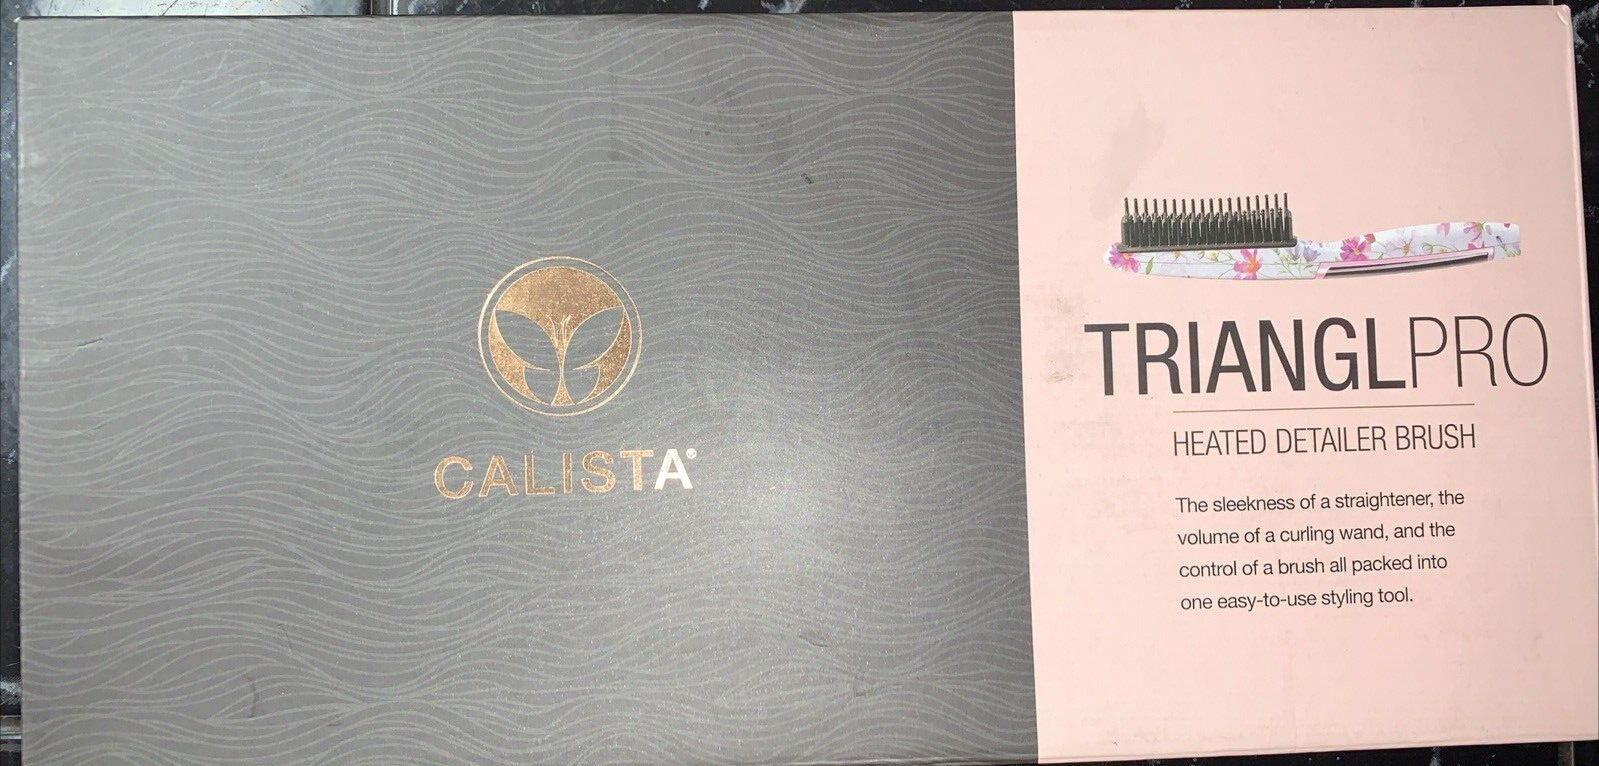 CALISTA®
TRIANGLPRO
HEATED DETAILER BRUSH
The sleekness of a straightener, the
volume of a curling wand, and the
control of a brush all packed into
one easy-to-use styling tool.